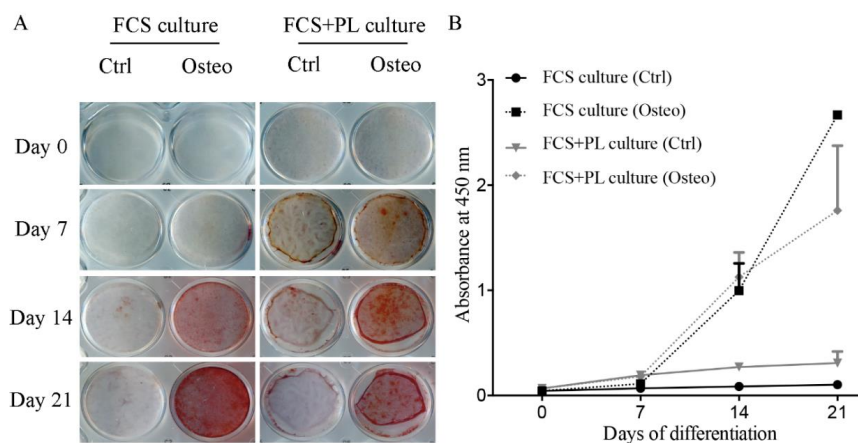 A
FCS culture
FCS+PL culture
Ctrl
Osteo
Ctrl
Osteo
Day 0
Day 7
Day 14
Day 21
B
FCS culture (Ctrl)
FCS culture (Osteo)
FCS+PL culture (Ctrl)
FCS+PL culture (Osteo)
Absorbance at 450 nm
3
2
1
0
0
7
14
21
Days of differentiation